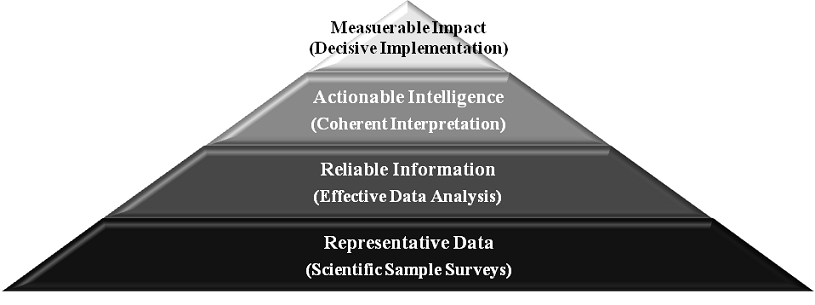 Measuerable Impact
(Decisive Implementation)
Actionable Intelligence
(Coherent Interpretation)
Reliable Information
(Effective Data Analysis)
Representative Data
(Scientific Sample Surveys)